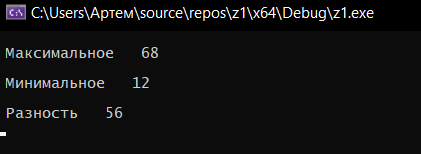 C:\Users\Артем\source\repos\z1\x64\Debug\z1.exe
Максимальное   68
Минимальное   12
Разность   56